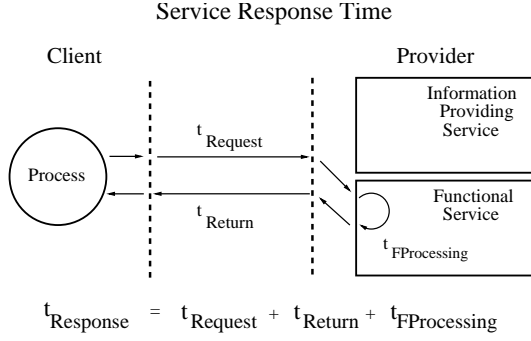 Service Response Time
Client
Provider
Information
Providing
Service
t Request
Process
Functional
Service
t Return
t FProcessing
t Response = t Request + t Return + t FProcessing